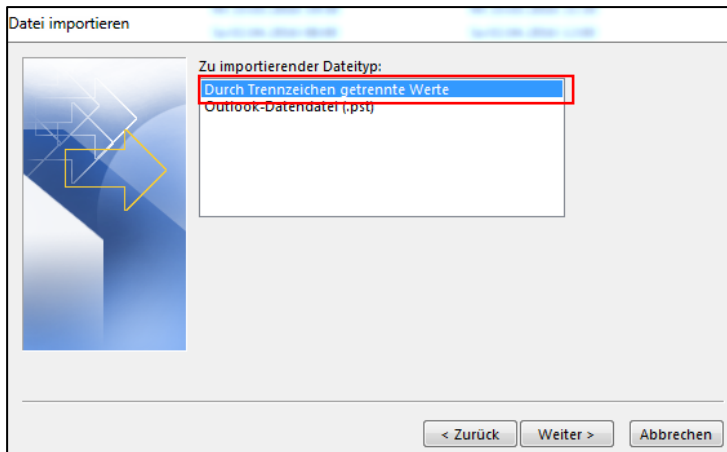 Datei importieren
Zu importierender Dateityp:
Durch Trennzeichen getrennte Werte
Outlook-Datendatei (.pst)
< Zurück
Weiter >
Abbrechen